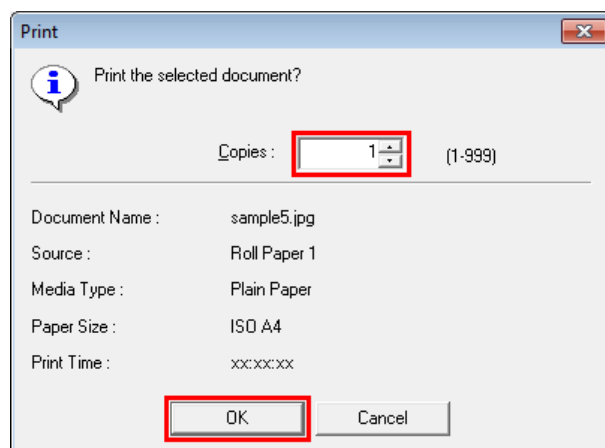 Print
Print the selected document?
Copies : 1 (1-999)
Document Name : sample5.jpg
Source : Roll Paper 1
Media Type : Plain Paper
Paper Size : ISO A4
Print Time : xx:xx:xx
OK Cancel